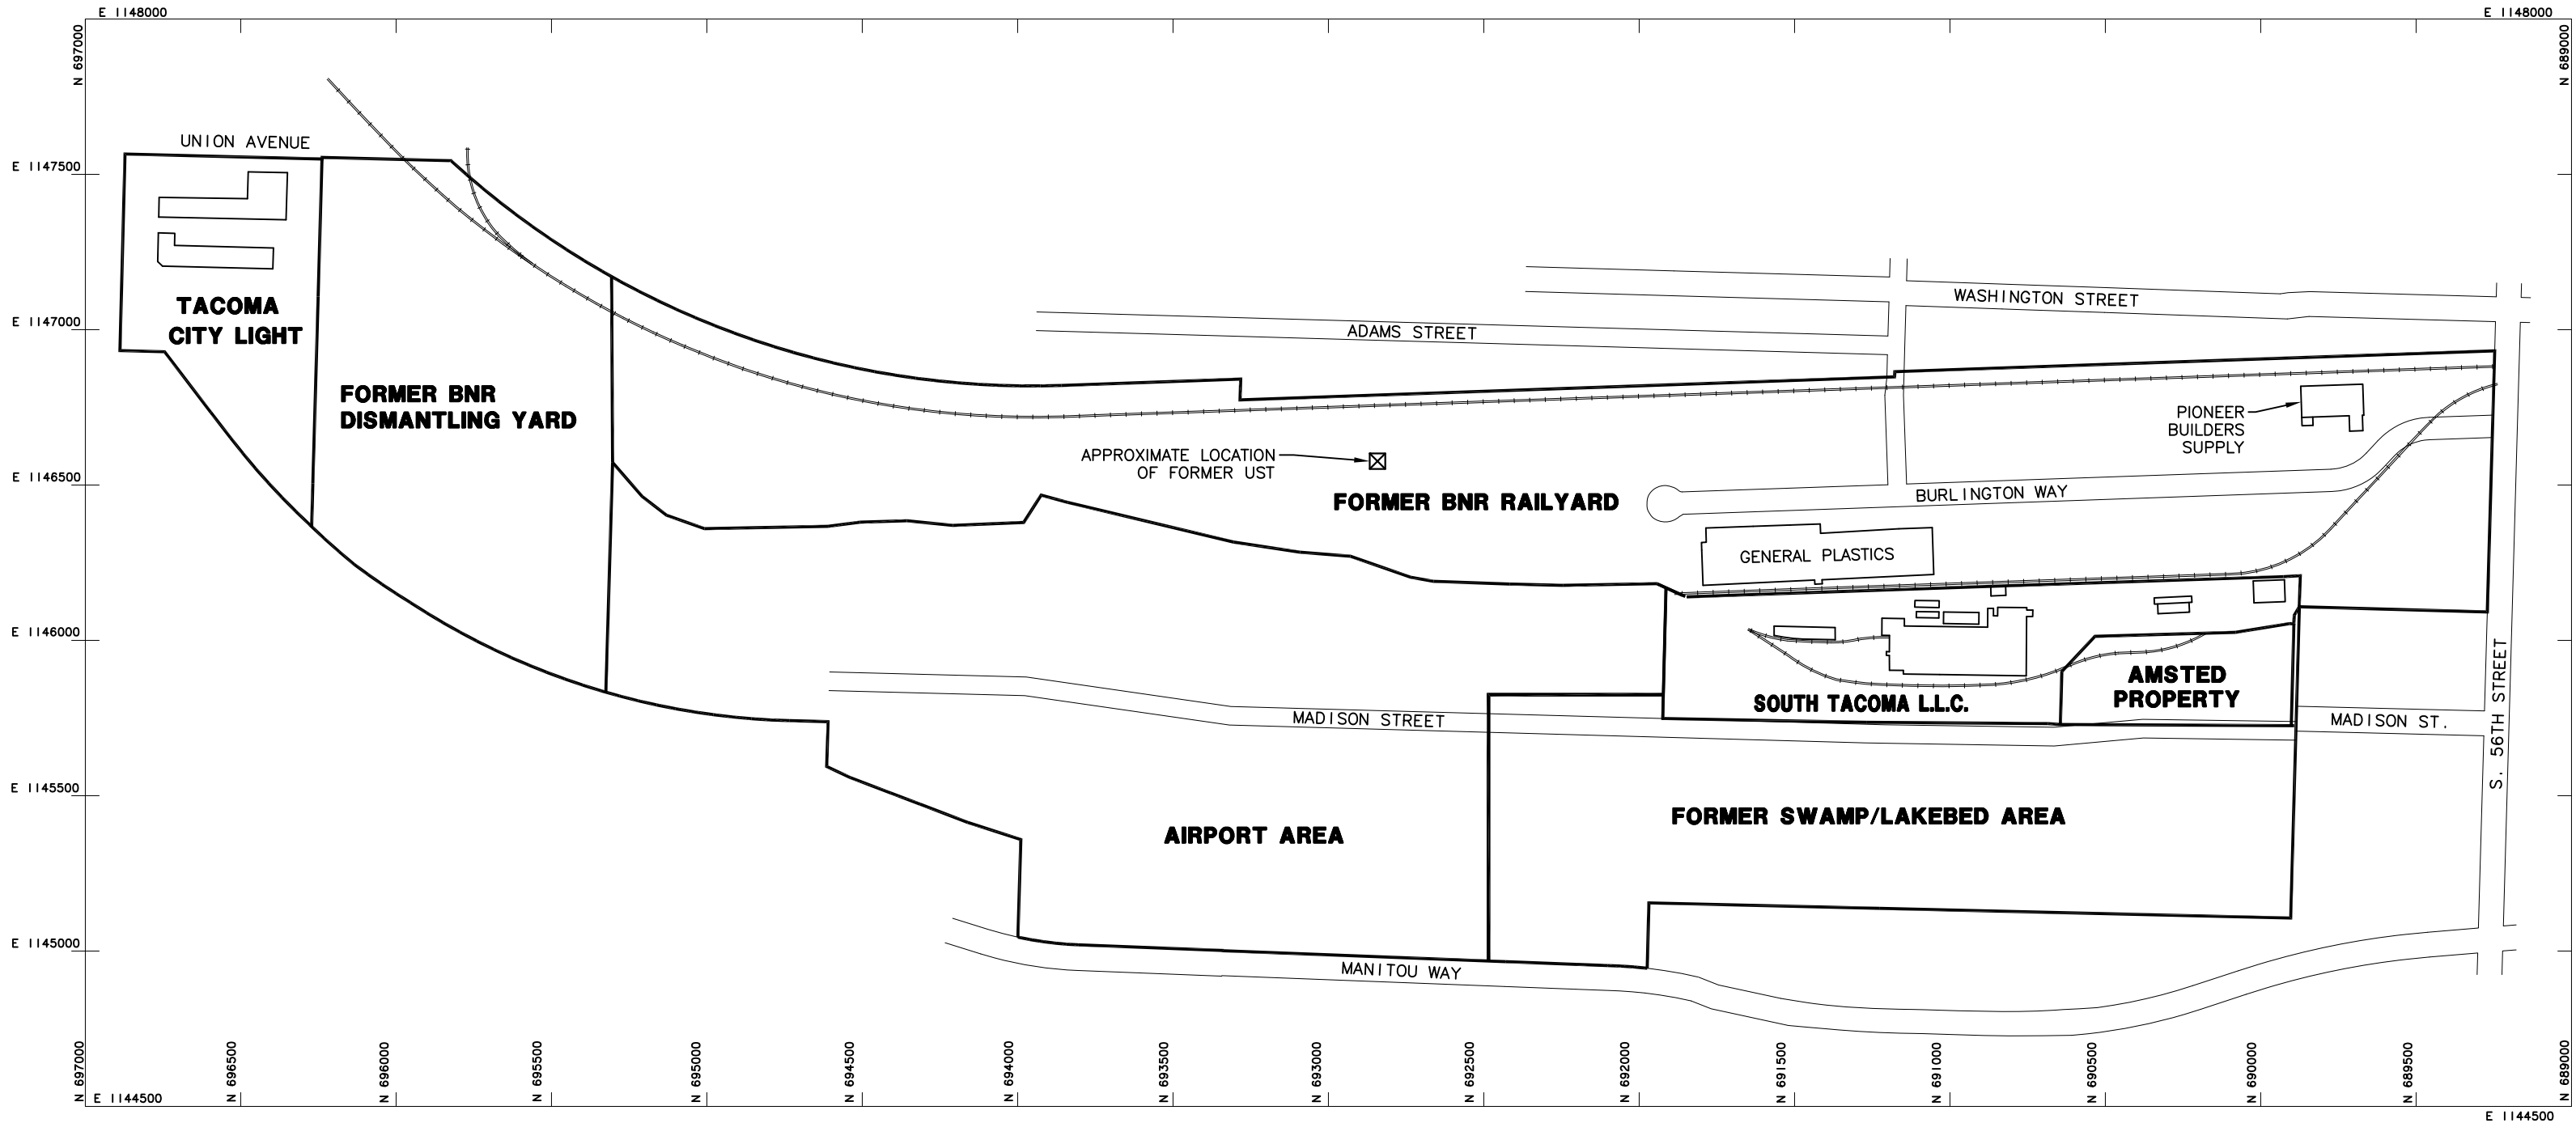 E 1148000
E 1148000
N 697000
N 689000
UNION AVENUE
E 1147500
TACOMA
CITY LIGHT
E 1147000
WASHINGTON STREET
ADAMS STREET
FORMER BNR
DISMANTLING YARD
PIONEER
BUILDERS
SUPPLY
APPROXIMATE LOCATION
OF FORMER UST
E 1146500
FORMER BNR RAILYARD
BURLINGTON WAY
GENERAL PLASTICS
E 1146000
AMSTED
PROPERTY
SOUTH TACOMA L.L.C.
MADISON STREET
MADISON ST.
S. 56TH STREET
E 1145500
FORMER SWAMP/LAKEBED AREA
AIRPORT AREA
E 1145000
MANITOU WAY
N 697000
N 696500
N 696000
N 695500
N 695000
N 694500
N 694000
N 693500
N 693000
N 692500
N 692000
N 691500
N 691000
N 690500
N 690000
N 689500
N 689000
E 1144500
E 1144500